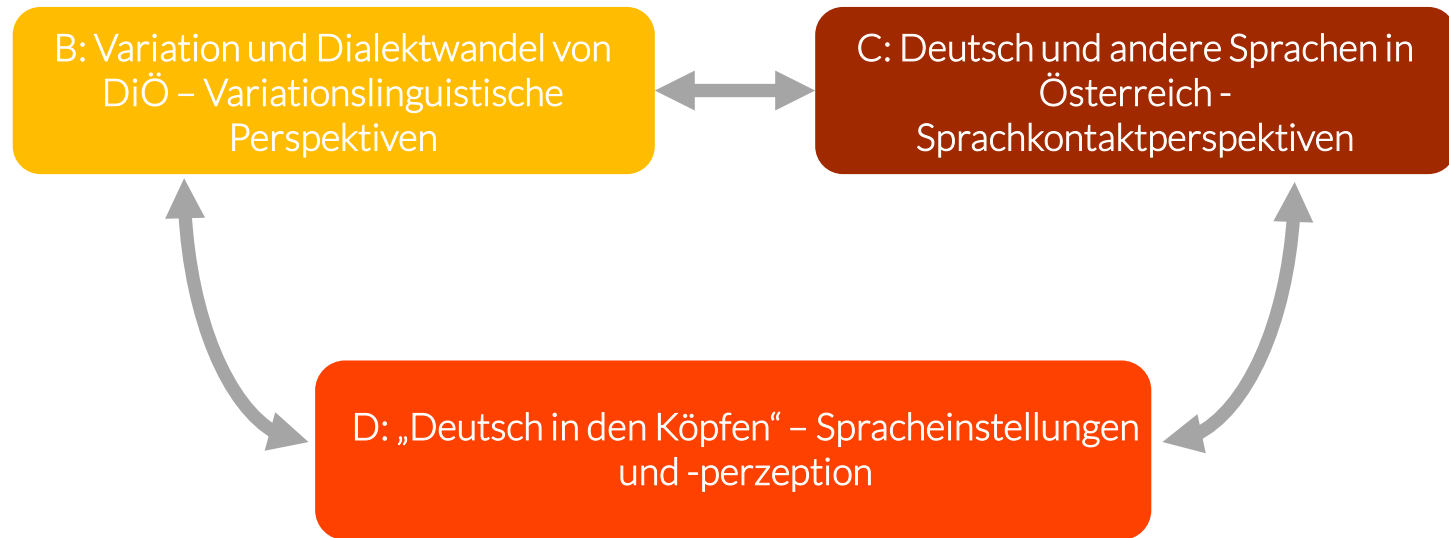 B: Variation und Dialektwandel von
DiÖ – Variationslinguistische
Perspektiven
C: Deutsch und andere Sprachen in
Österreich -
Sprachkontaktperspektiven
D: „Deutsch in den Köpfen“ – Spracheinstellungen
und -perzeption